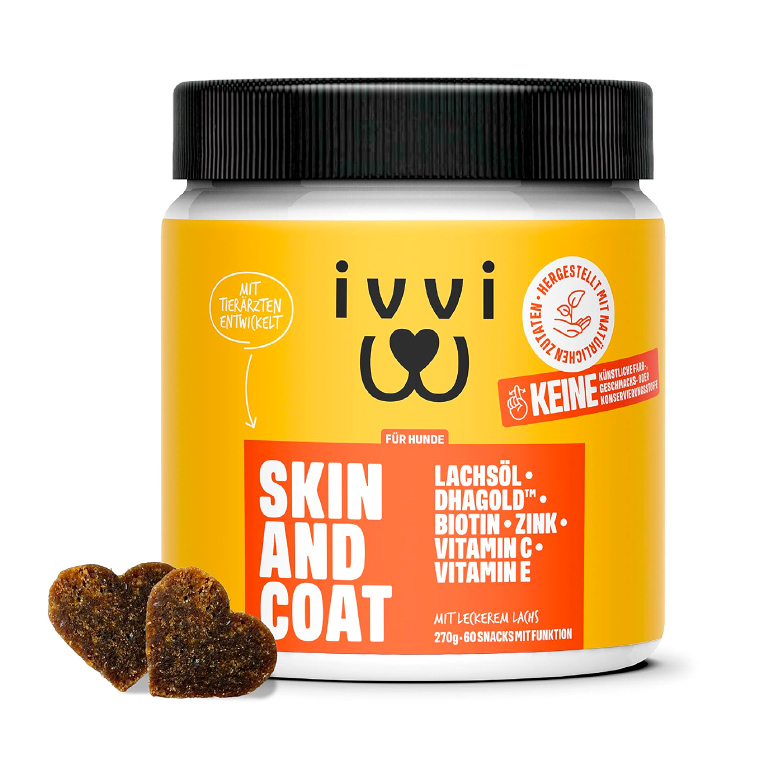 ivvi
MIT
TIERÄRZTEN
ENTWICKELT
• HERGESTELLT MIT NATÜRLICHEN ZUTATEN
KEINE
KÜNSTLICHE FARB-,
GESCHMACKS- ODER
KONSERVIERUNGSSTOFFE
FÜR HUNDE
SKIN
AND
COAT
LACHSÖL •
DHAGOLD™ •
BIOTIN • ZINK •
VITAMIN C •
VITAMIN E
MIT LECKEREM LACHS
270g • 60 SNACKS MIT FUNKTION